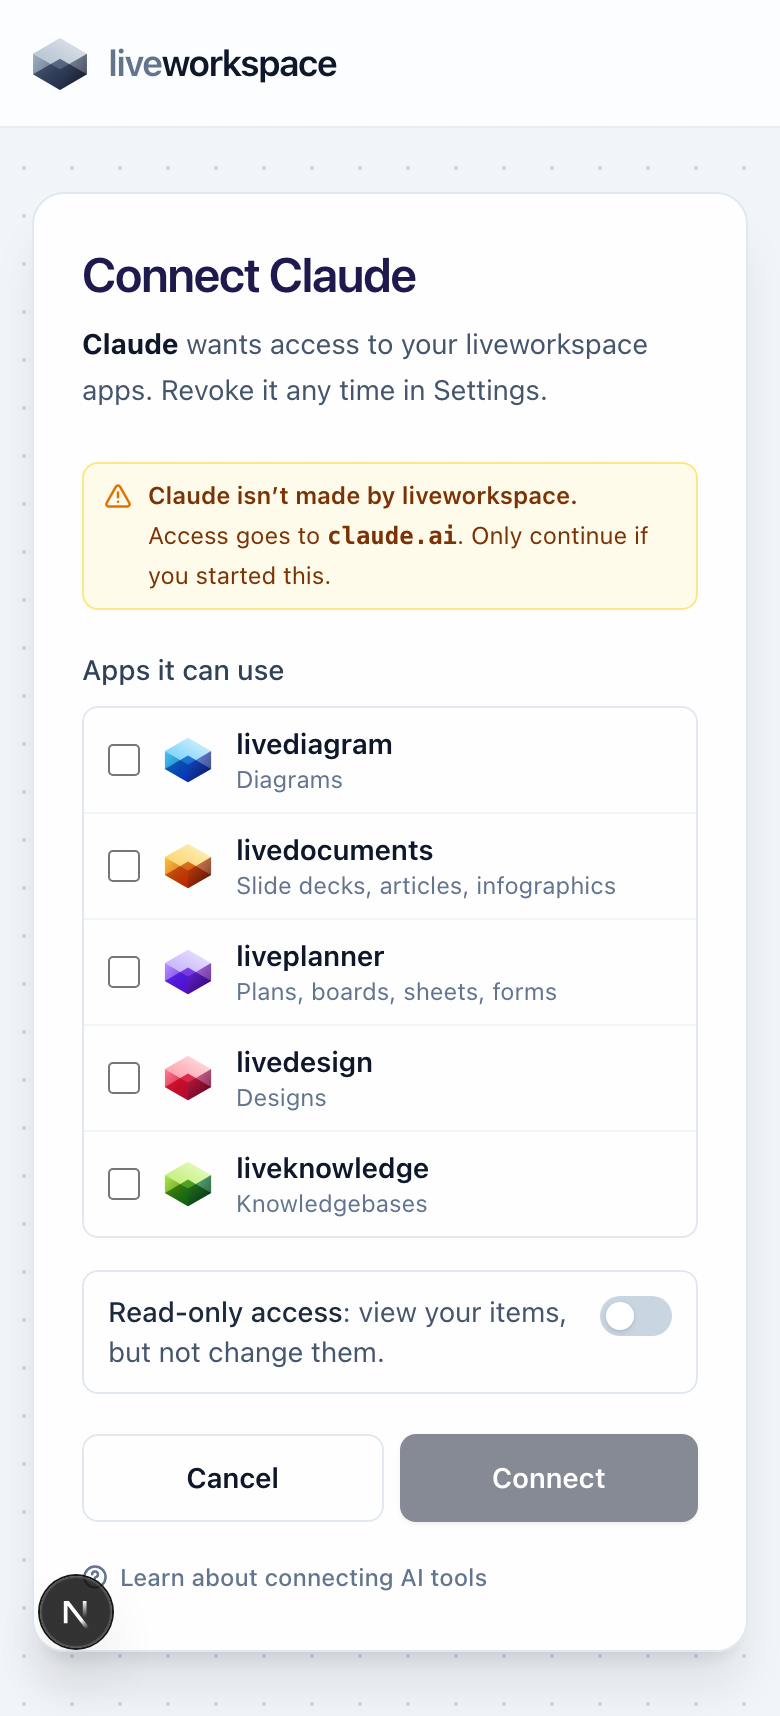 liveworkspace
Connect Claude
Claude wants access to your liveworkspace
apps. Revoke it any time in Settings.
Claude isn’t made by liveworkspace.
Access goes to claude.ai. Only continue if
you started this.
Apps it can use
livediagram
Diagrams
livedocuments
Slide decks, articles, infographics
liveplanner
Plans, boards, sheets, forms
livedesign
Designs
liveknowledge
Knowledgebases
Read-only access: view your items,
but not change them.
Cancel
Connect
Learn about connecting AI tools
N